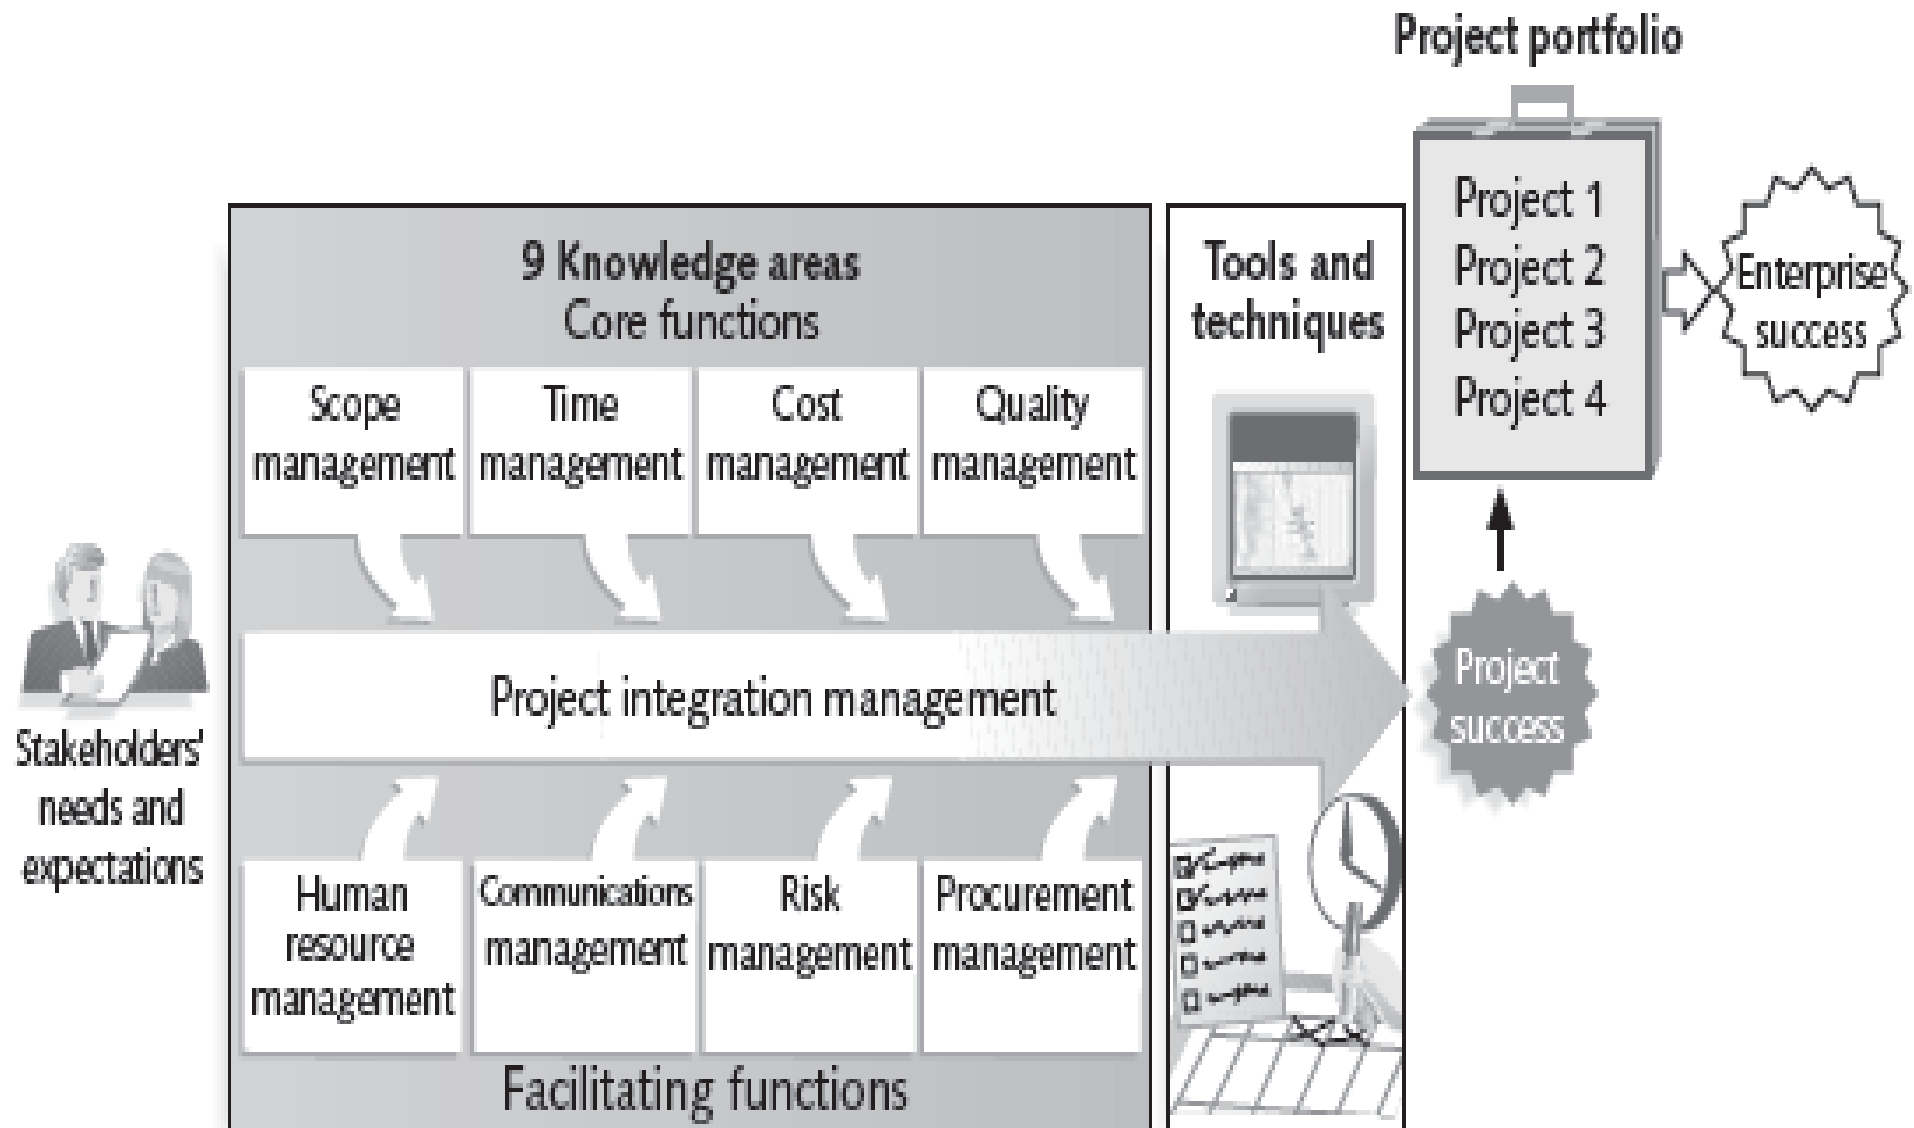 Project portfolio
Project 1
Project 2
Project 3
Project 4
Enterprise
success
9 Knowledge areas
Core functions
Tools and
techniques
Scope
management
Time
management
Cost
management
Quality
management
Stakeholders'
needs and
expectations
Project integration management
Project
success
Human
resource
management
Communications
management
Risk
management
Procurement
management
Facilitating functions